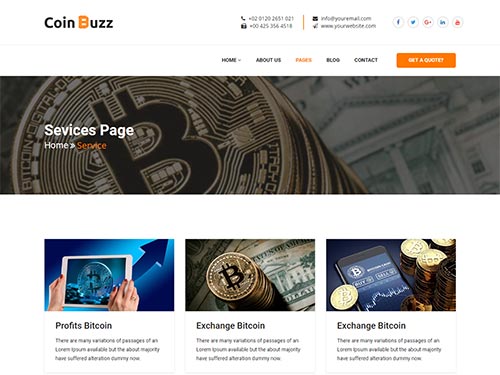 Coin Buzz
+02 0120 2651 021
info@youremail.com
+00 425 356 4518
www.yourwebsite.com
HOME
ABOUT US
PAGES
BLOG
CONTACT
GET A QUOTE?
Sevices Page
Home » Service
Profits Bitcoin
There are many variations of passages of an
Lorem Ipsum available but the about majority
have suffered alteration dummy now.
Exchange Bitcoin
There are many variations of passages of an
Lorem Ipsum available but the about majority
have suffered alteration dummy now.
BUY
SELL
Exchange Bitcoin
There are many variations of passages of an
Lorem Ipsum available but the about majority
have suffered alteration dummy now.